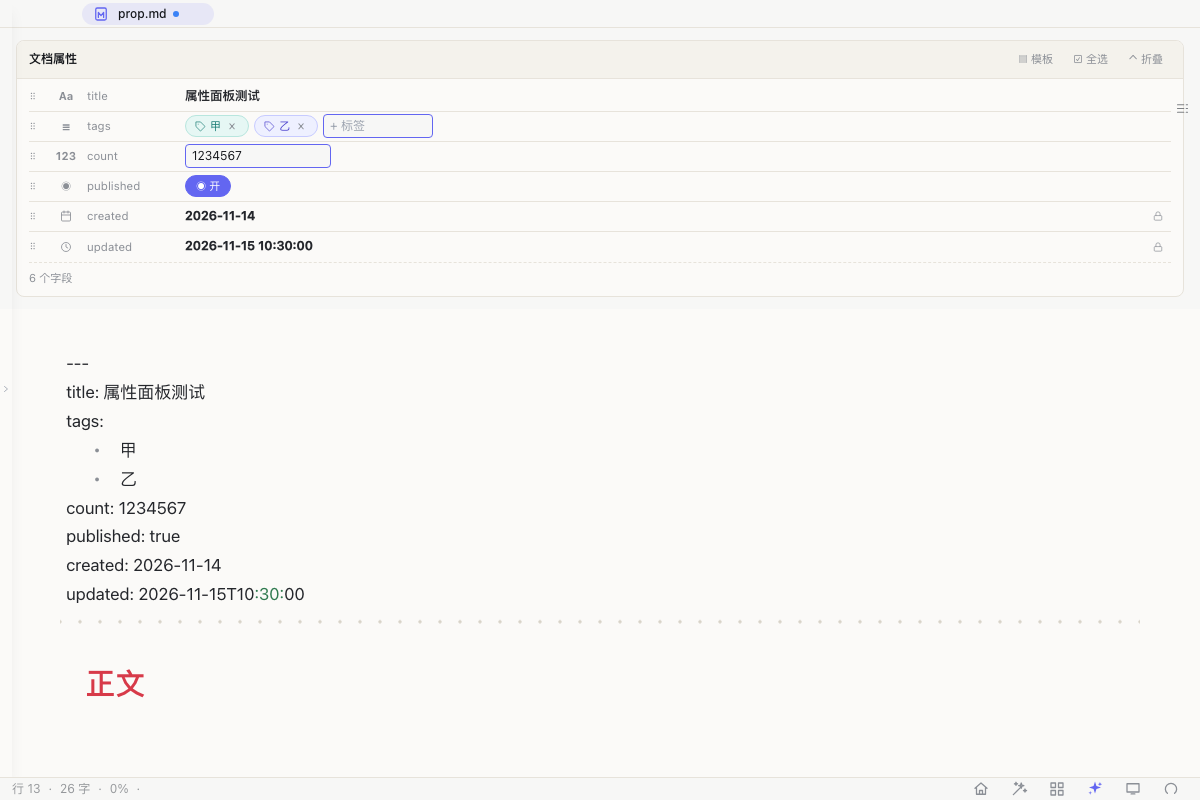 prop.md
文档属性 模板 全选 折叠
Aa title 属性面板测试
tags 甲 × 乙 × + 标签
123 count 1234567
published 开
created 2026-11-14
updated 2026-11-15 10:30:00
6 个字段
---
title: 属性面板测试
tags:
• 甲
• 乙
count: 1234567
published: true
created: 2026-11-14
updated: 2026-11-15T10:30:00
正文
行 13 · 26 字 · 0% ·